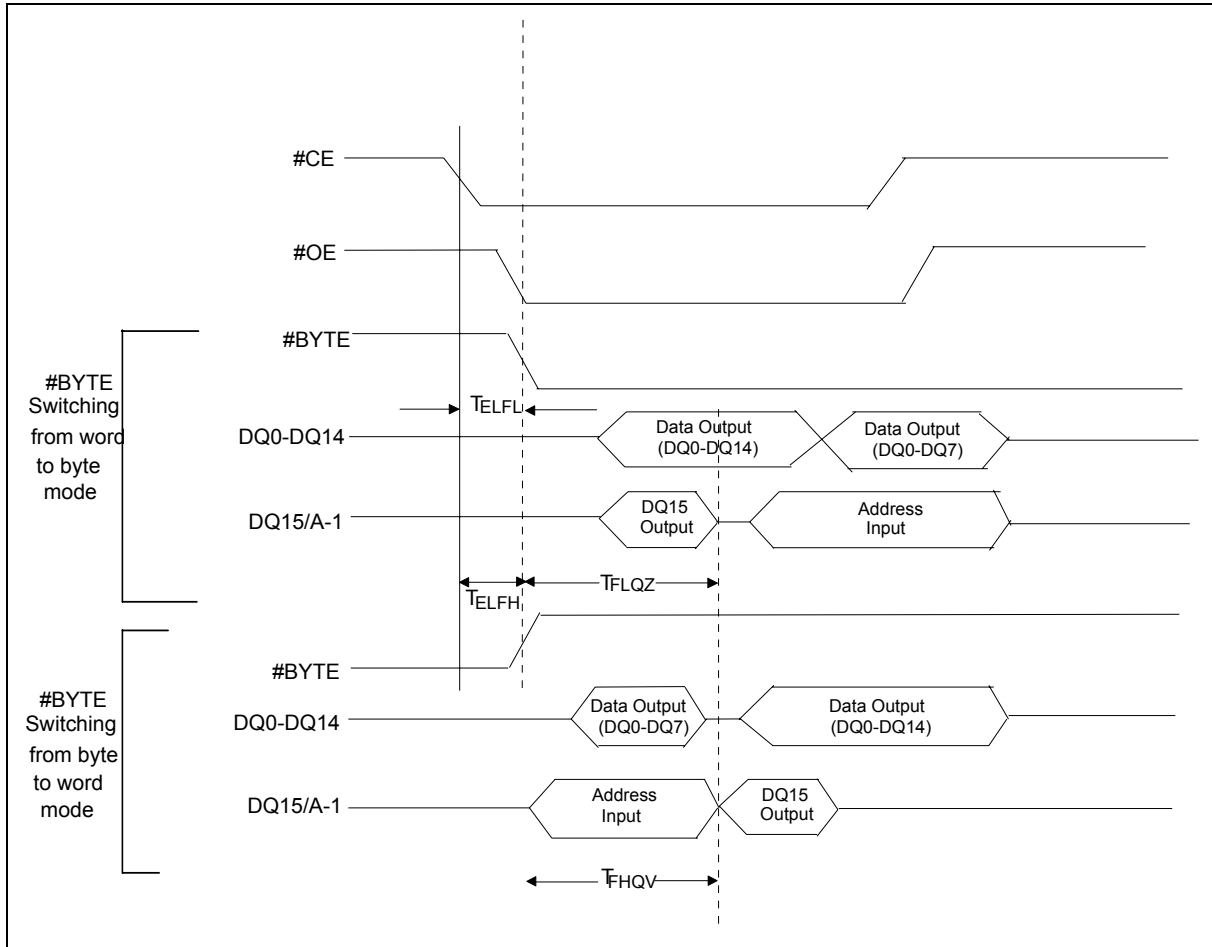 #CE
#OE
#BYTE
#BYTE
Switching
from word
to byte
mode
TELFL
DQ0-DQ14
Data Output
(DQ0-DQ14)
Data Output
(DQ0-DQ7)
DQ15/A-1
DQ15
Output
Address
Input
TELFH
TFLQZ
#BYTE
#BYTE
Switching
from byte
to word
mode
DQ0-DQ14
Data Output
(DQ0-DQ7)
Data Output
(DQ0-DQ14)
DQ15/A-1
Address
Input
DQ15
Output
TFHQV